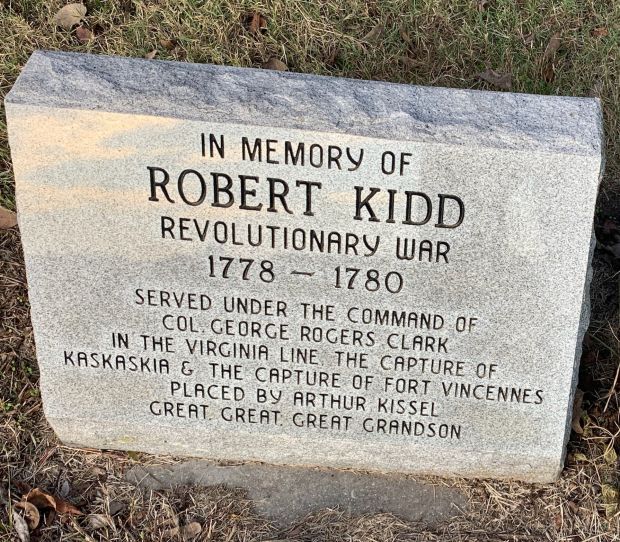 IN MEMORY OF
ROBERT KIDD
REVOLUTIONARY WAR
1778 – 1780
SERVED UNDER THE COMMAND OF
COL. GEORGE ROGERS CLARK
IN THE VIRGINIA LINE, THE CAPTURE OF
KASKASKIA & THE CAPTURE OF FORT VINCENNES
PLACED BY ARTHUR KISSEL
GREAT, GREAT, GREAT GRANDSON